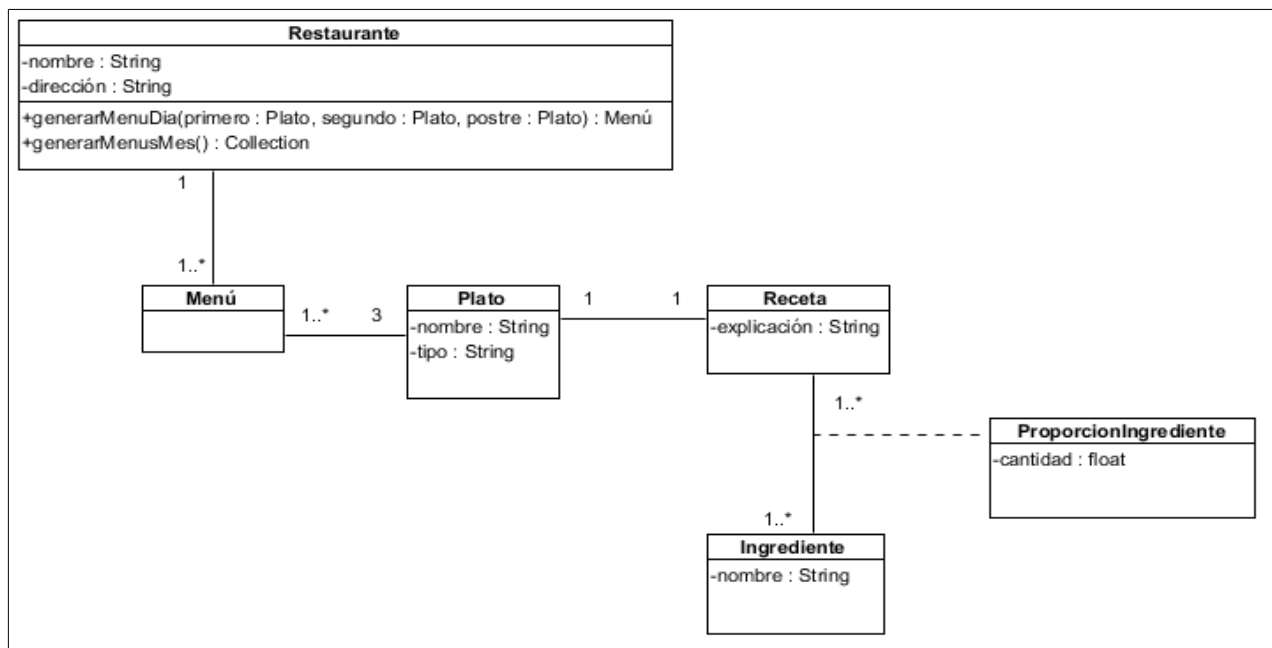 Restaurante
-nombre : String
-dirección : String
+generarMenuDia(primero : Plato, segundo : Plato, postre : Plato) : Menú
+generarMenusMes() : Collection
1
1..*
Menú
1..*
3
Plato
-nombre : String
-tipo : String
1
1
Receta
-explicación : String
1..*
ProporcionIngrediente
-cantidad : float
1..*
Ingrediente
-nombre : String